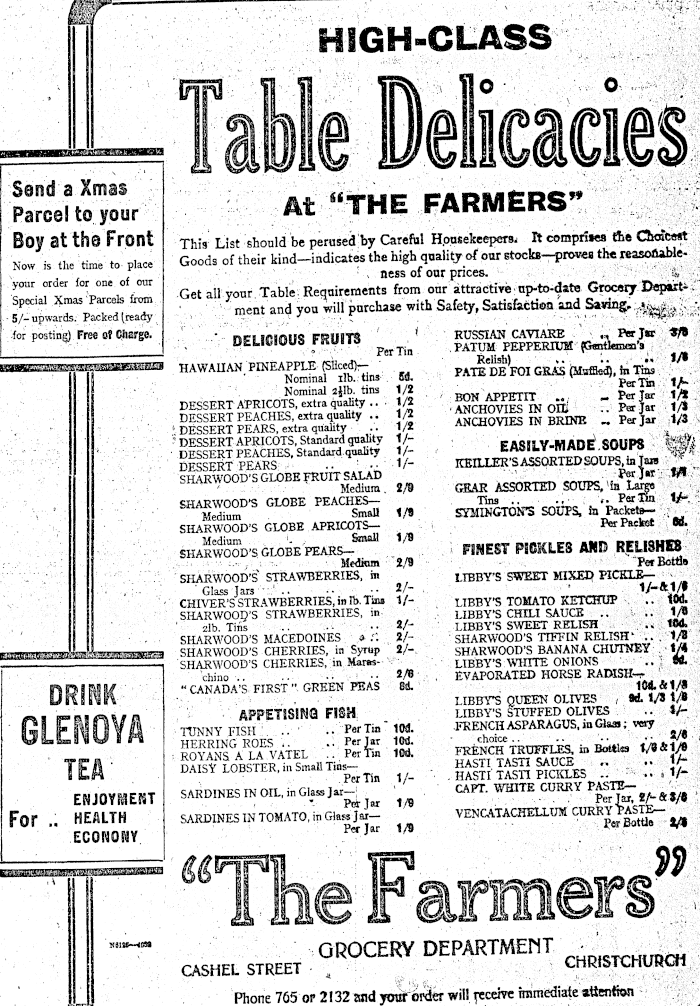 HIGH-CLASS
Table Delicacies
At "THE FARMERS"
This List should be perused by Careful Housekeepers. It comprises the Choicest
Goods of their kind—indicates the high quality of our stocks—proves the reasonable-
ness of our prices.
Get all your Table Requirements from our attractive up-to-date Grocery Depart-
ment and you will purchase with Safety, Satisfaction and Saving.
Send a Xmas
Parcel to your
Boy at the Front
Now is the time to place
your order for one of our
Special Xmas Parcels from
5/- upwards. Packed (ready
for posting) Free of Charge.
DRINK
GLENOYA
TEA
For .. ENJOYMENT
HEALTH
ECONOMY
DELICIOUS FRUITS
Per Tin
HAWAIIAN PINEAPPLE (Sliced)—
Nominal 1lb. tins 5d.
Nominal 2½lb. tins 1/2
DESSERT APRICOTS, extra quality .. 1/2
DESSERT PEACHES, extra quality .. 1/2
DESSERT PEARS, extra quality .. 1/2
DESSERT APRICOTS, Standard quality 1/–
DESSERT PEACHES, Standard quality 1/–
DESSERT PEARS .. .. 1/–
SHARWOOD'S GLOBE FRUIT SALAD
Medium 2/9
SHARWOOD'S GLOBE PEACHES—
Medium Small 1/9
SHARWOOD'S GLOBE APRICOTS—
Medium Small 1/9
SHARWOOD'S GLOBE PEARS—
Medium 2/9
SHARWOOD'S STRAWBERRIES, in
Glass Jars .. .. .. 2/–
CHIVER'S STRAWBERRIES, in lb. Tins 1/–
SHARWOOD'S STRAWBERRIES, in
2lb. Tins .. .. .. 2/–
SHARWOOD'S MACEDOINES .. 2/–
SHARWOOD'S CHERRIES, in Syrup 2/–
SHARWOOD'S CHERRIES, in Maras-
chino .. .. .. .. 2/6
"CANADA'S FIRST" GREEN PEAS 8d.
APPETISING FISH
TUNNY FISH .. .. Per Tin 10d.
HERRING ROES .. .. Per Jar 10d.
ROYANS A LA VATEL .. Per Tin 10d.
DAISY LOBSTER, in Small Tins—
Per Tin 1/–
SARDINES IN OIL, in Glass Jar—
Per Jar 1/9
SARDINES IN TOMATO, in Glass Jar—
Per Jar 1/9
RUSSIAN CAVIARE .. Per Jar 3/6
PATUM PEPPERIUM (Gentlemen's
Relish) .. .. .. 1/6
PATE DE FOI GRAS (Muffled), in Tins
Per Tin 1/–
BON APPETIT .. .. Per Jar 1/2
ANCHOVIES IN OIL .. Per Jar 1/3
ANCHOVIES IN BRINE .. Per Jar 1/3
EASILY-MADE SOUPS
KEILLER'S ASSORTED SOUPS, in Jars
Per Jar
GEAR ASSORTED SOUPS, in Large
Tins .. .. .. Per Tin 1/–
SYMINGTON'S SOUPS, in Packets—
Per Packet 6d.
FINEST PICKLES AND RELISHES
Per Bottle
LIBBY'S SWEET MIXED PICKLE—
1/– & 1/6
LIBBY'S TOMATO KETCHUP .. 10d.
LIBBY'S CHILI SAUCE .. .. 1/6
LIBBY'S SWEET RELISH .. 10d.
SHARWOOD'S TIFFIN RELISH 1/3
SHARWOOD'S BANANA CHUTNEY 1/4
LIBBY'S WHITE ONIONS .. 9d.
EVAPORATED HORSE RADISH—
10d. & 1/3
LIBBY'S QUEEN OLIVES 9d. 1/3 1/6
LIBBY'S STUFFED OLIVES .. 1/–
FRENCH ASPARAGUS, in Glass; very
choice .. .. .. 2/6
FRENCH TRUFFLES, in Bottles 1/6 & 1/9
HASTI TASTI SAUCE .. .. 1/–
HASTI TASTI PICKLES .. .. 1/–
CAPT. WHITE CURRY PASTE—
Per Jar, 2/– & 3/6
VENCATACHELLUM CURRY PASTE—
Per Bottle 2/6
"The Farmers"
GROCERY DEPARTMENT
CASHEL STREET CHRISTCHURCH
Phone 765 or 2132 and your order will receive immediate attention